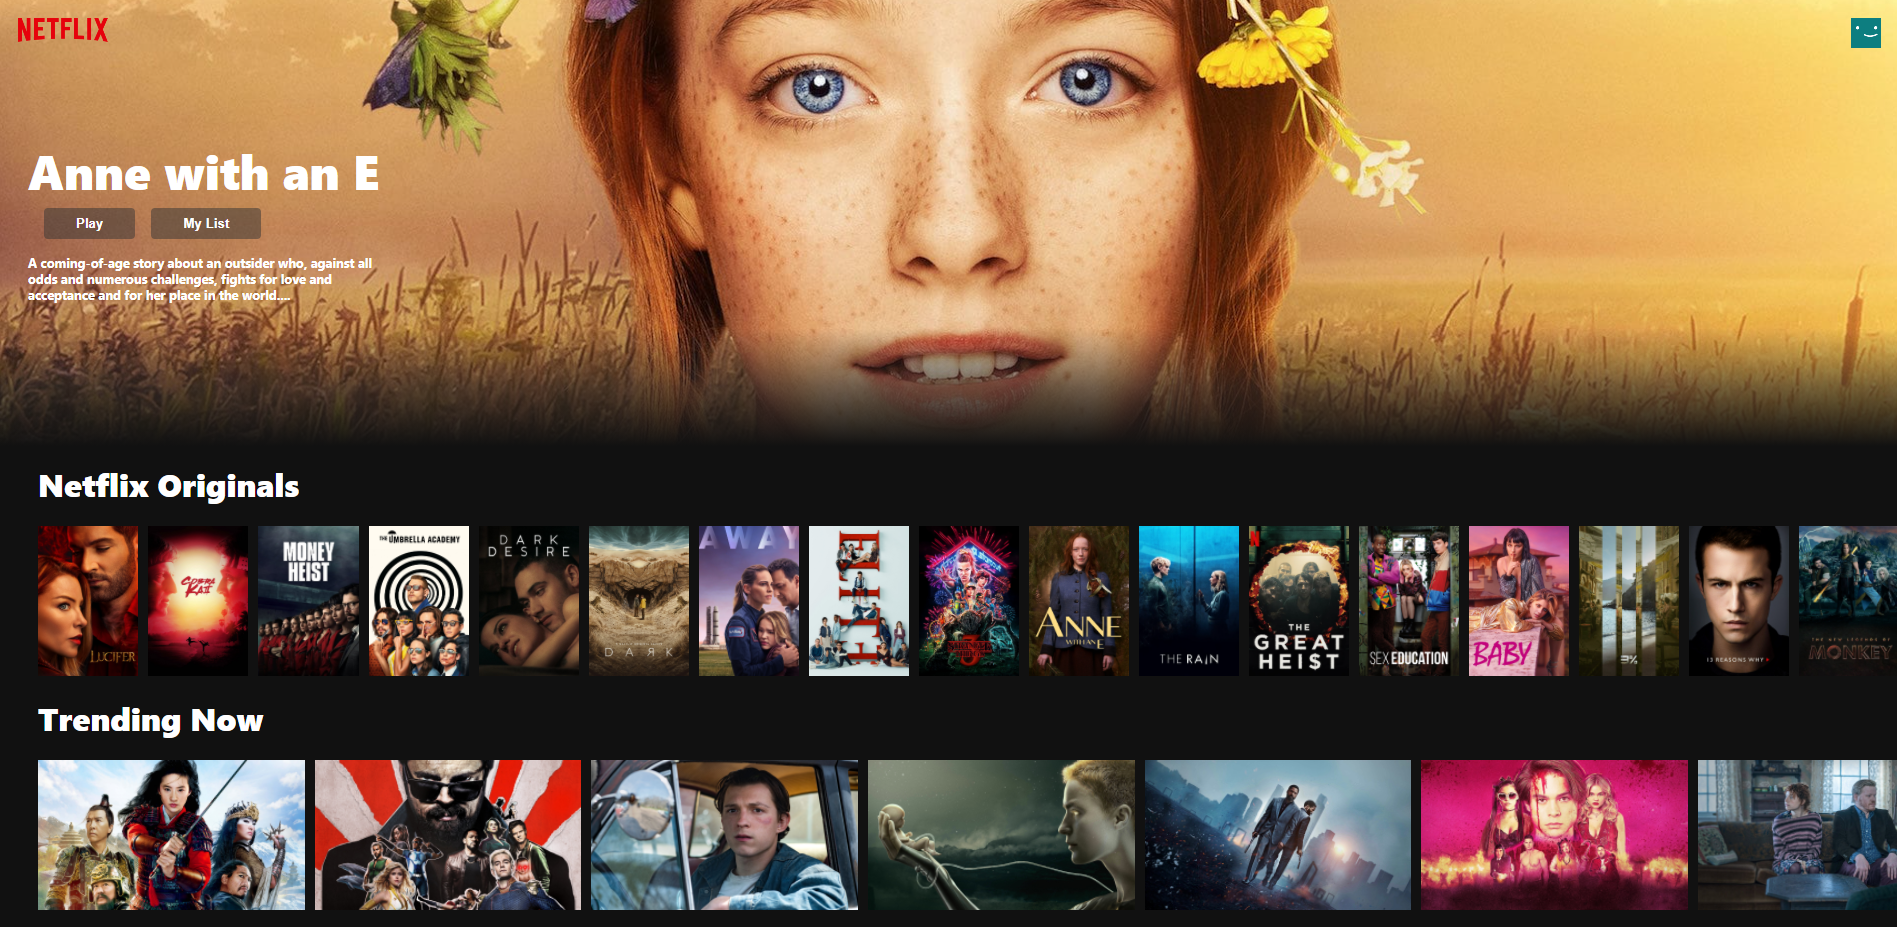 NETFLIX
Anne with an E
Play
My List
A coming-of-age story about an outsider who, against all
odds and numerous challenges, fights for love and
acceptance and for her place in the world....
Netflix Originals
LUCIFER
COBRA
KAI
MONEY
HEIST
THE UMBRELLA ACADEMY
DARK
DESIRE
DARK
AWAY
ELITE
STRANGER
THINGS
3
ANNE
WITH AN E
THE RAIN
THE
GREAT
HEI$T
SEX EDUCATION
BABY
3%
13 REASONS WHY
THE NEW LEGENDS OF
MONKEY
Trending Now